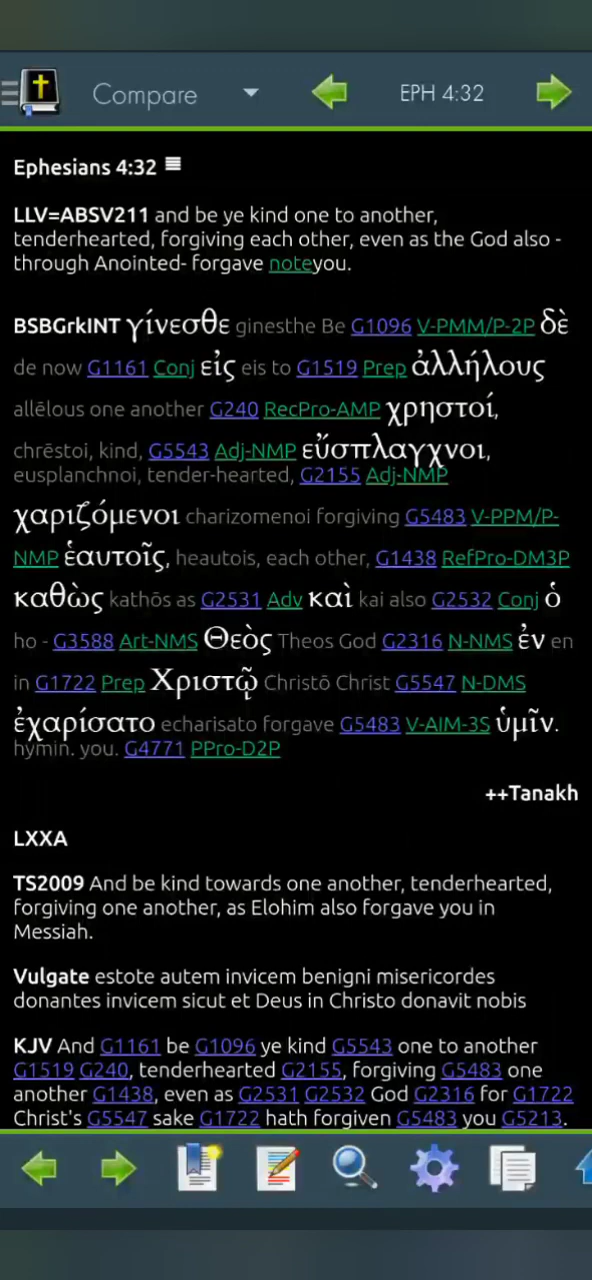 Compare EPH 4:32
Ephesians 4:32
LLV=ABSV211 and be ye kind one to another,
tenderhearted, forgiving each other, even as the God also -
through Anointed- forgave noteyou.
BSBGrkINT γίνεσθε ginesthe Be G1096 V-PMM/P-2P δὲ
de now G1161 Conj εἰς eis to G1519 Prep ἀλλήλους
allēlous one another G240 RecPro-AMP χρηστοί,
chrēstoi, kind, G5543 Adj-NMP εὔσπλαγχνοι,
eusplanchnoi, tender-hearted, G2155 Adj-NMP
χαριζόμενοι charizomenoi forgiving G5483 V-PPM/P-
NMP ἑαυτοῖς, heautois, each other, G1438 RefPro-DM3P
καθὼς kathōs as G2531 Adv καὶ kai also G2532 Conj ὁ
ho - G3588 Art-NMS Θεὸς Theos God G2316 N-NMS ἐν en
in G1722 Prep Χριστῷ Christō Christ G5547 N-DMS
ἐχαρίσατο echarisato forgave G5483 V-AIM-3S ὑμῖν.
hymin. you. G4771 PPro-D2P
++Tanakh
LXXA
TS2009 And be kind towards one another, tenderhearted,
forgiving one another, as Elohim also forgave you in
Messiah.
Vulgate estote autem invicem benigni misericordes
donantes invicem sicut et Deus in Christo donavit nobis
KJV And G1161 be G1096 ye kind G5543 one to another
G1519 G240, tenderhearted G2155, forgiving G5483 one
another G1438, even as G2531 G2532 God G2316 for G1722
Christ's G5547 sake G1722 hath forgiven G5483 you G5213.